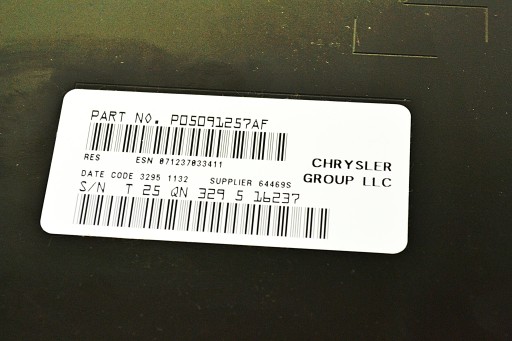 PART NO. P05091257AF
RES ESN 071237033411
CHRYSLER
GROUP LLC
DATE CODE 3295 1132 SUPPLIER 64469S
S/N T 25 QN 329 5 16237